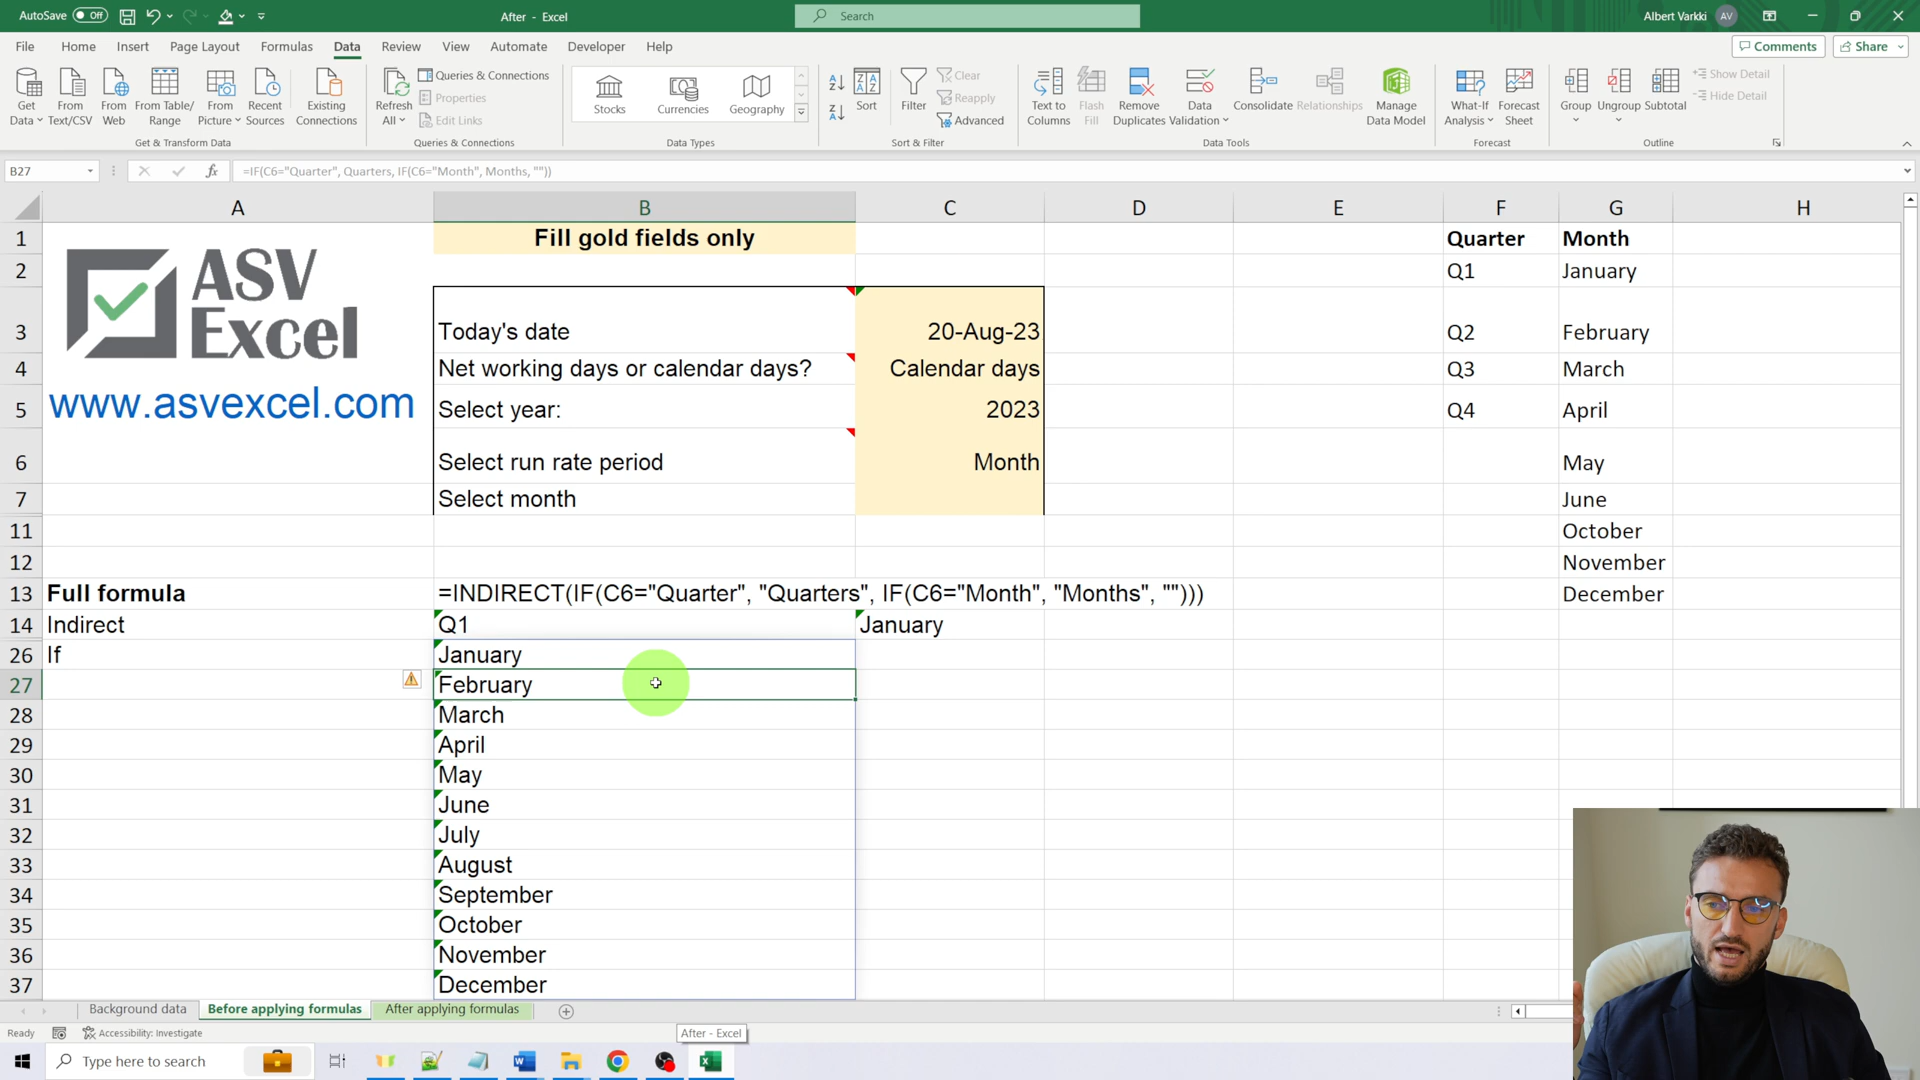 AutoSave Off
After - Excel
Search
Albert Varkki AV
File Home Insert Page Layout Formulas Data Review View Automate Developer Help
Comments Share
Get Data
From Text/CSV
From Web
From Table/ Range
From Picture
Recent Sources
Existing Connections
Get & Transform Data
Refresh All
Queries & Connections
Properties
Edit Links
Queries & Connections
Stocks Currencies Geography
Data Types
Sort
Filter
Clear
Reapply
Advanced
Sort & Filter
Text to Columns
Flash Fill
Remove Duplicates
Data Validation
Consolidate
Relationships
Manage Data Model
Data Tools
What-If Analysis
Forecast Sheet
Forecast
Group
Ungroup
Subtotal
Show Detail
Hide Detail
Outline
B27 fx =IF(C6="Quarter", Quarters, IF(C6="Month", Months, ""))
A B C D E F G H
1 Fill gold fields only Quarter Month
2 Q1 January
ASV Excel
3 Today's date 20-Aug-23 Q2 February
4 Net working days or calendar days? Calendar days Q3 March
www.asvexcel.com
5 Select year: 2023 Q4 April
6 Select run rate period Month May
7 Select month June
11 October
12 November
13 Full formula =INDIRECT(IF(C6="Quarter", "Quarters", IF(C6="Month", "Months", ""))) December
14 Indirect Q1 January
26 If January
27 February
28 March
29 April
30 May
31 June
32 July
33 August
34 September
35 October
36 November
37 December
Background data Before applying formulas After applying formulas
Ready Accessibility: Investigate
After - Excel
Type here to search